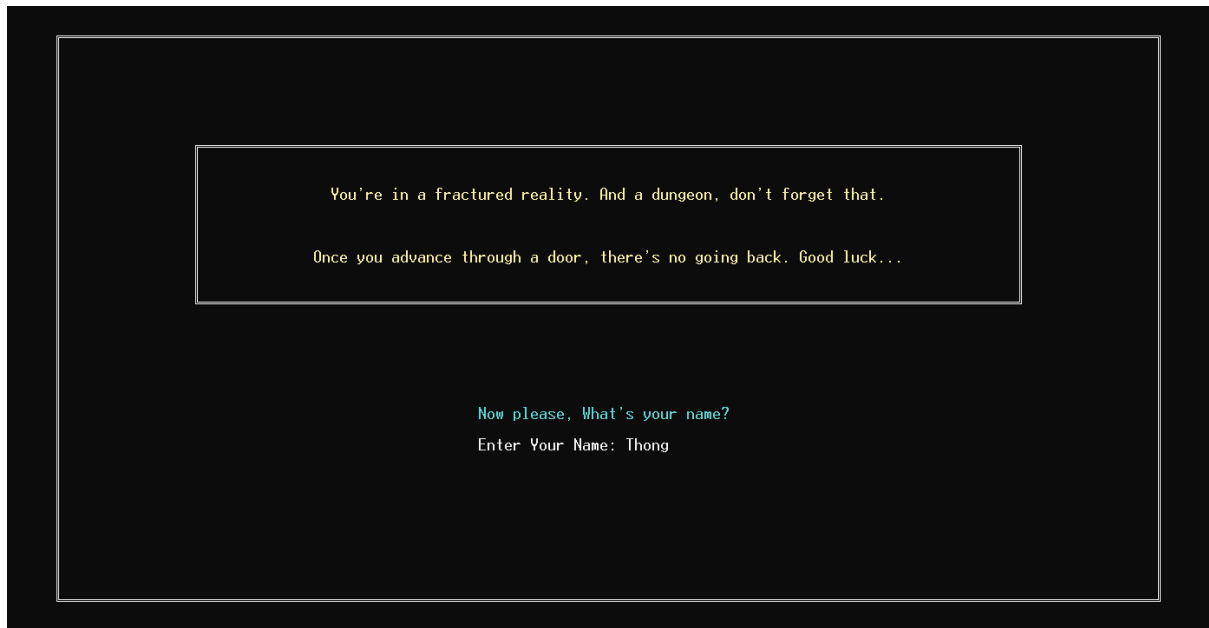 You're in a fractured reality. And a dungeon, don't forget that.
Once you advance through a door, there's no going back. Good luck...
Now please, What's your name?
Enter Your Name: Thong